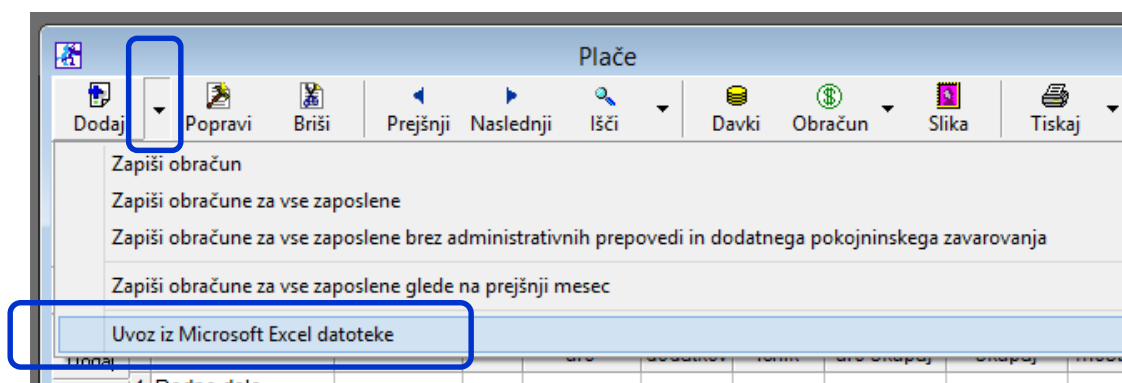 Plače
Dodaj Popravi Briši Prejšnji Naslednji Išči Davki Obračun Slika Tiskaj
Zapiši obračun
Zapiši obračune za vse zaposlene
Zapiši obračune za vse zaposlene brez administrativnih prepovedi in dodatnega pokojninskega zavarovanja
Zapiši obračune za vse zaposlene glede na prejšnji mesec
Uvoz iz Microsoft Excel datoteke